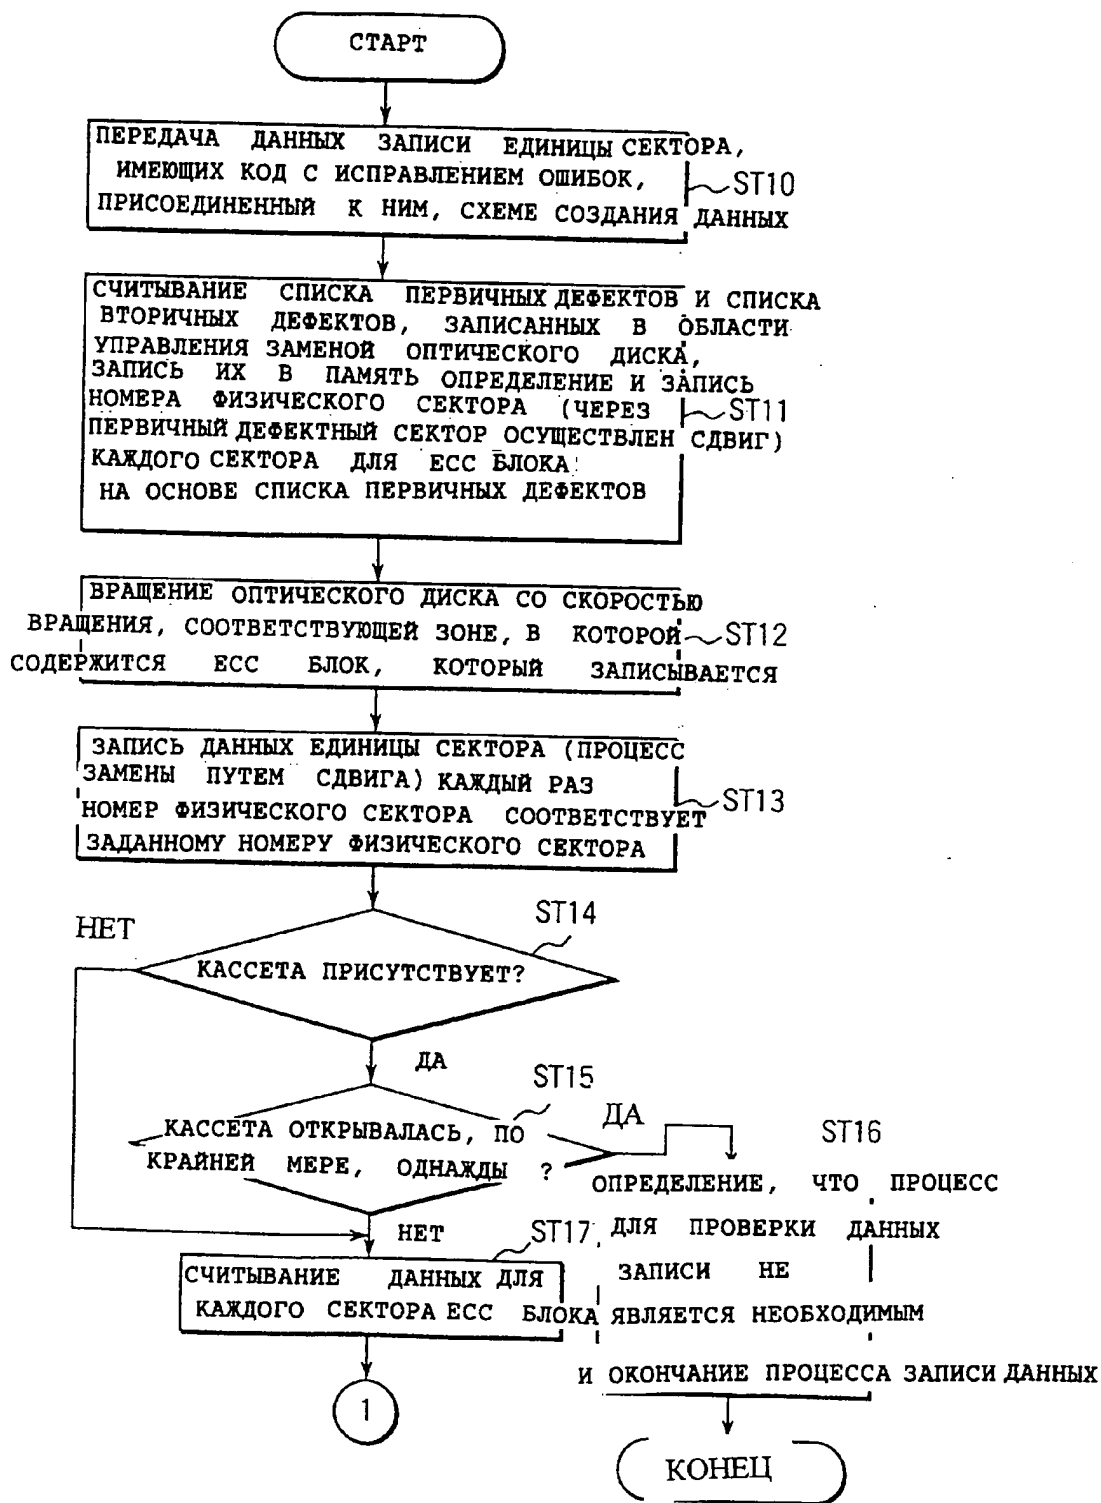 СТАРТ
ПЕРЕДАЧА ДАННЫХ ЗАПИСИ ЕДИНИЦЫ СЕКТОРА,
ИМЕЮЩИХ КОД С ИСПРАВЛЕНИЕМ ОШИБОК,
ST10
ПРИСОЕДИНЕННЫЙ К НИМ, СХЕМЕ СОЗДАНИЯ ДАННЫХ
СЧИТЫВАНИЕ СПИСКА ПЕРВИЧНЫХ ДЕФЕКТОВ И СПИСКА
ВТОРИЧНЫХ ДЕФЕКТОВ, ЗАПИСАННЫХ В ОБЛАСТИ
УПРАВЛЕНИЯ ЗАМЕНОЙ ОПТИЧЕСКОГО ДИСКА,
ЗАПИСЬ ИХ В ПАМЯТЬ ОПРЕДЕЛЕНИЕ И ЗАПИСЬ
НОМЕРА ФИЗИЧЕСКОГО СЕКТОРА (ЧЕРЕЗ
ST11
ПЕРВИЧНЫЙ ДЕФЕКТНЫЙ СЕКТОР ОСУЩЕСТВЛЕН СДВИГ)
КАЖДОГО СЕКТОРА ДЛЯ ECC БЛОКА
НА ОСНОВЕ СПИСКА ПЕРВИЧНЫХ ДЕФЕКТОВ
ВРАЩЕНИЕ ОПТИЧЕСКОГО ДИСКА СО СКОРОСТЬЮ
ВРАЩЕНИЯ, СООТВЕТСТВУЮЩЕЙ ЗОНЕ, В КОТОРОЙ
ST12
СОДЕРЖИТСЯ ECC БЛОК, КОТОРЫЙ ЗАПИСЫВАЕТСЯ
ЗАПИСЬ ДАННЫХ ЕДИНИЦЫ СЕКТОРА (ПРОЦЕСС
ЗАМЕНЫ ПУТЕМ СДВИГА) КАЖДЫЙ РАЗ
ST13
НОМЕР ФИЗИЧЕСКОГО СЕКТОРА СООТВЕТСТВУЕТ
ЗАДАННОМУ НОМЕРУ ФИЗИЧЕСКОГО СЕКТОРА
ST14
НЕТ
КАССЕТА ПРИСУТСТВУЕТ?
ДА
ST15
КАССЕТА ОТКРЫВАЛАСЬ, ПО
КРАЙНЕЙ МЕРЕ, ОДНАЖДЫ ?
ДА
ST16
ОПРЕДЕЛЕНИЕ, ЧТО ПРОЦЕСС
ДЛЯ ПРОВЕРКИ ДАННЫХ
ЗАПИСИ НЕ
ЯВЛЯЕТСЯ НЕОБХОДИМЫМ
И ОКОНЧАНИЕ ПРОЦЕССА ЗАПИСИ ДАННЫХ
НЕТ
ST17
СЧИТЫВАНИЕ ДАННЫХ ДЛЯ
КАЖДОГО СЕКТОРА ECC БЛОКА
1
КОНЕЦ